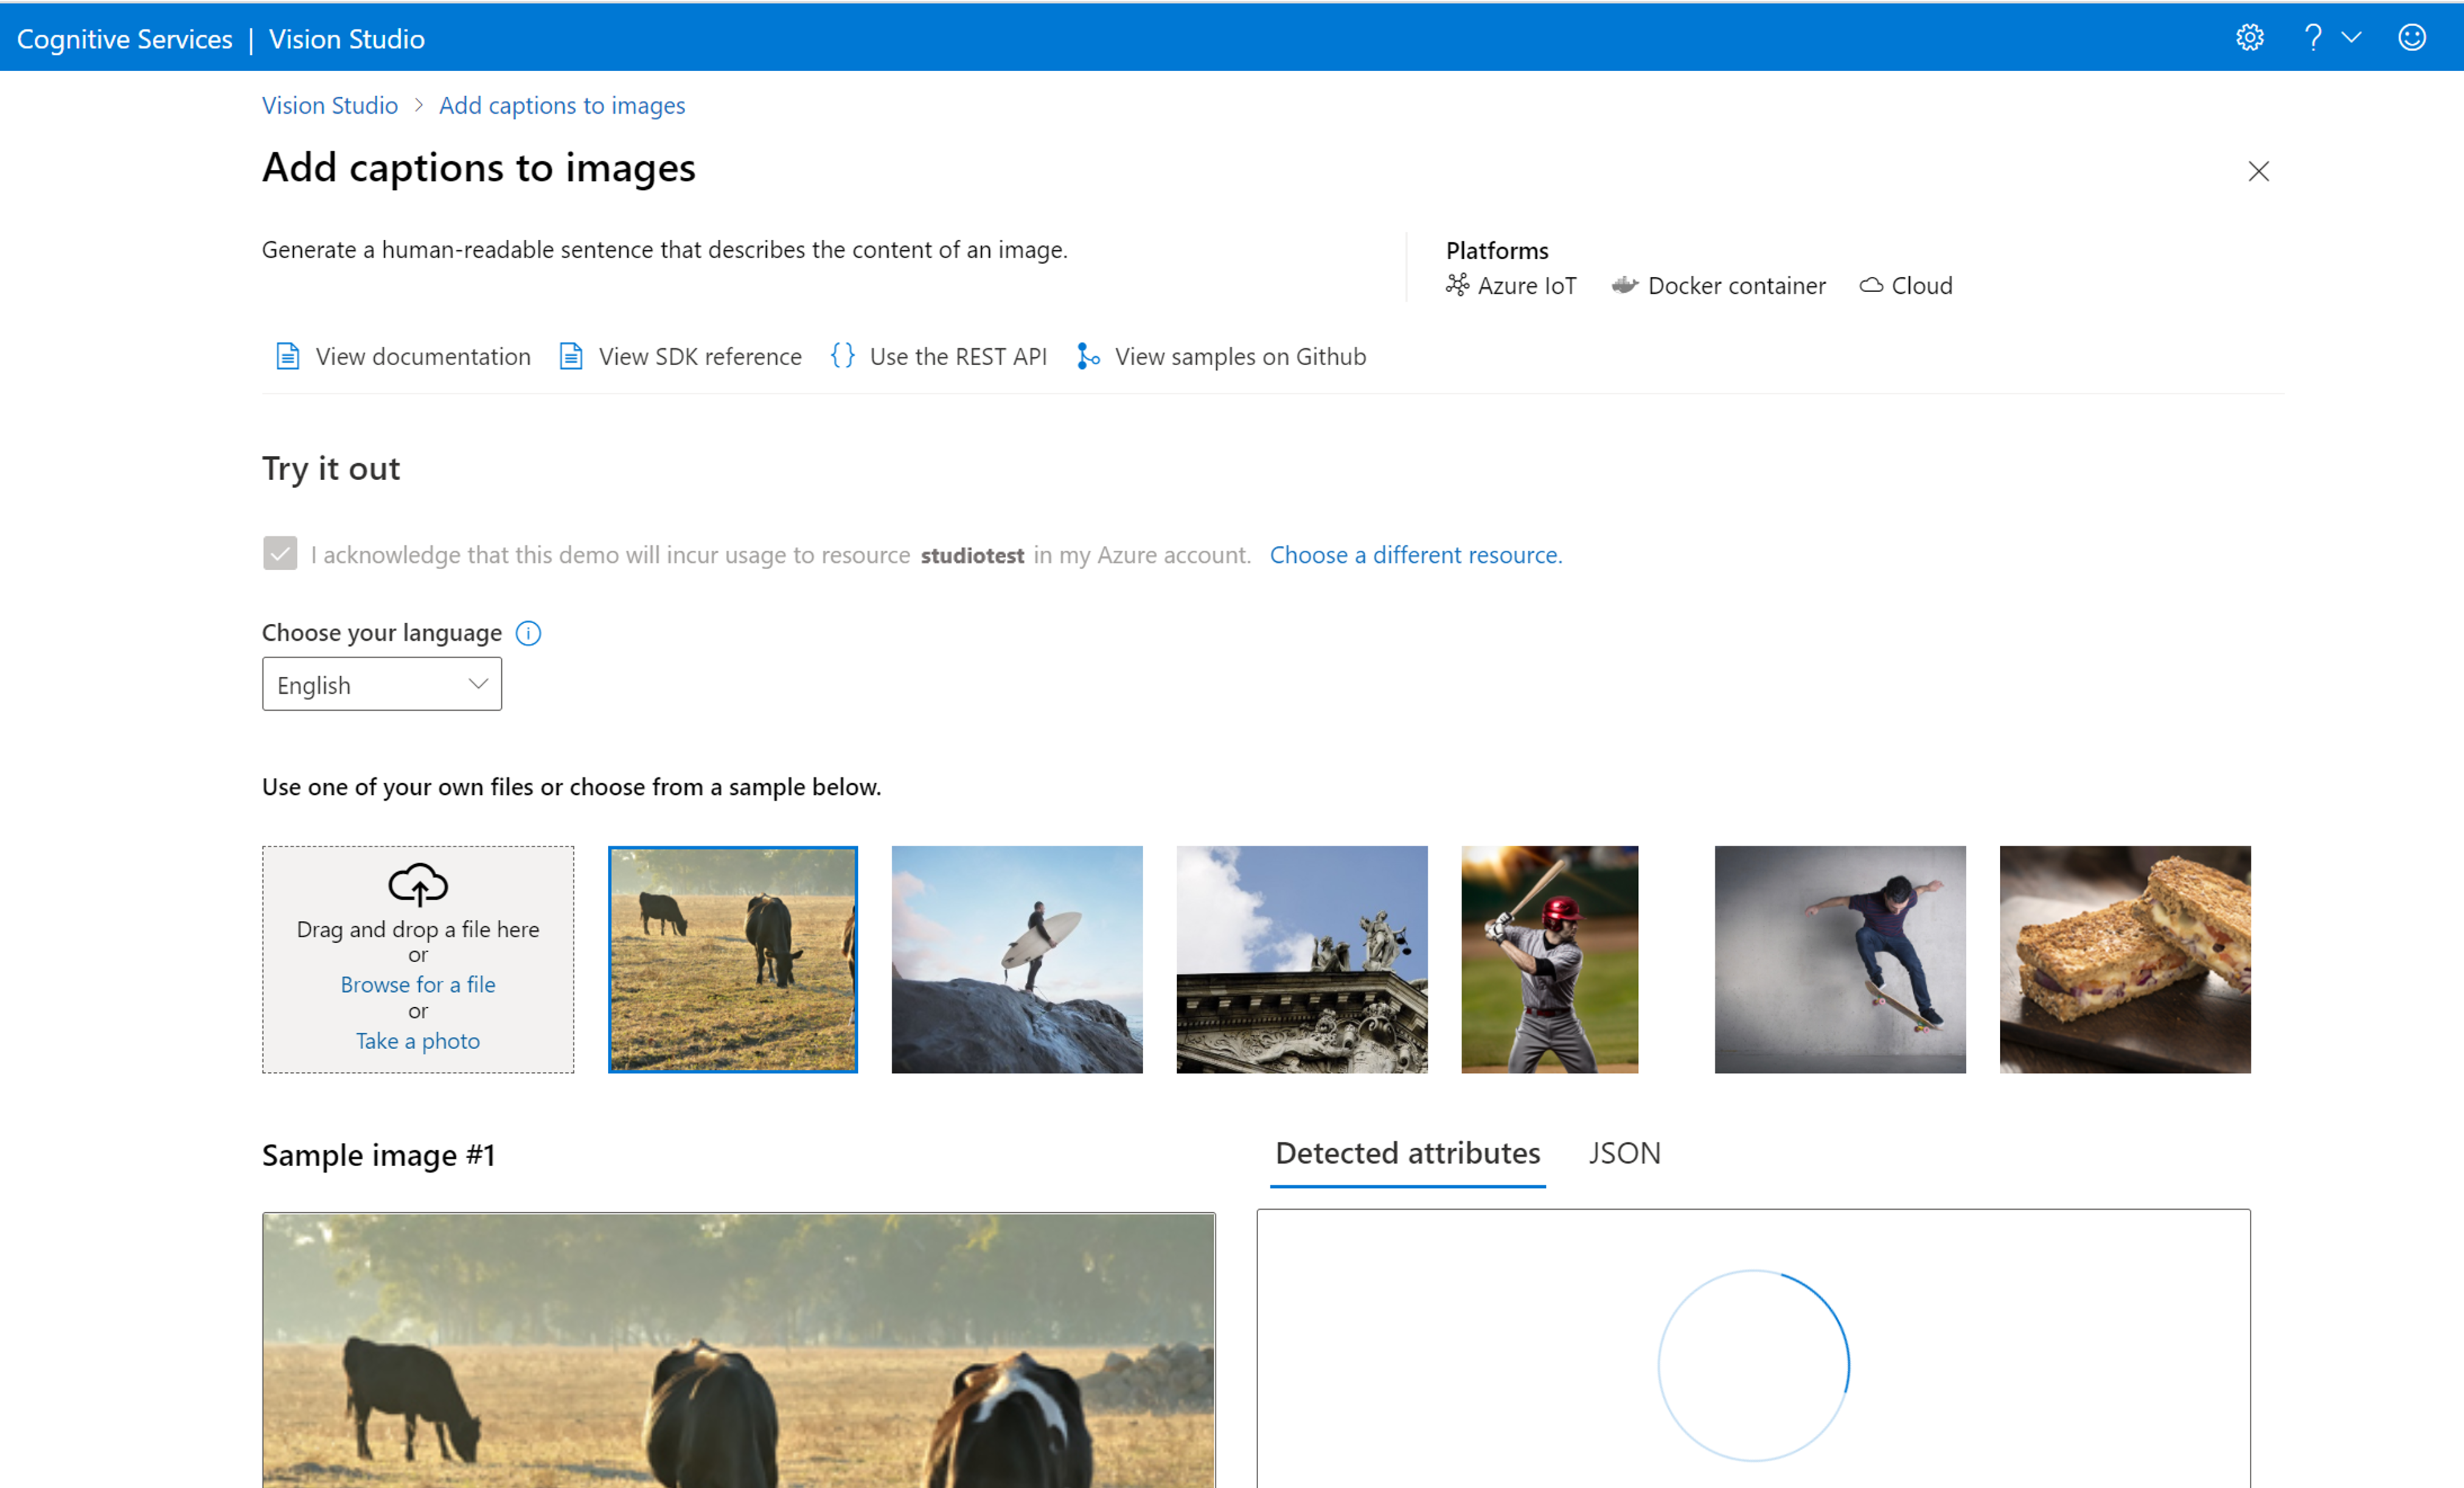 Cognitive Services | Vision Studio
Vision Studio > Add captions to images
Add captions to images
Generate a human-readable sentence that describes the content of an image.
Platforms
Azure IoT Docker container Cloud
View documentation View SDK reference {} Use the REST API View samples on Github
Try it out
I acknowledge that this demo will incur usage to resource studiotest in my Azure account. Choose a different resource.
Choose your language
English
Use one of your own files or choose from a sample below.
Drag and drop a file here
or
Browse for a file
or
Take a photo
Sample image #1
Detected attributes JSON